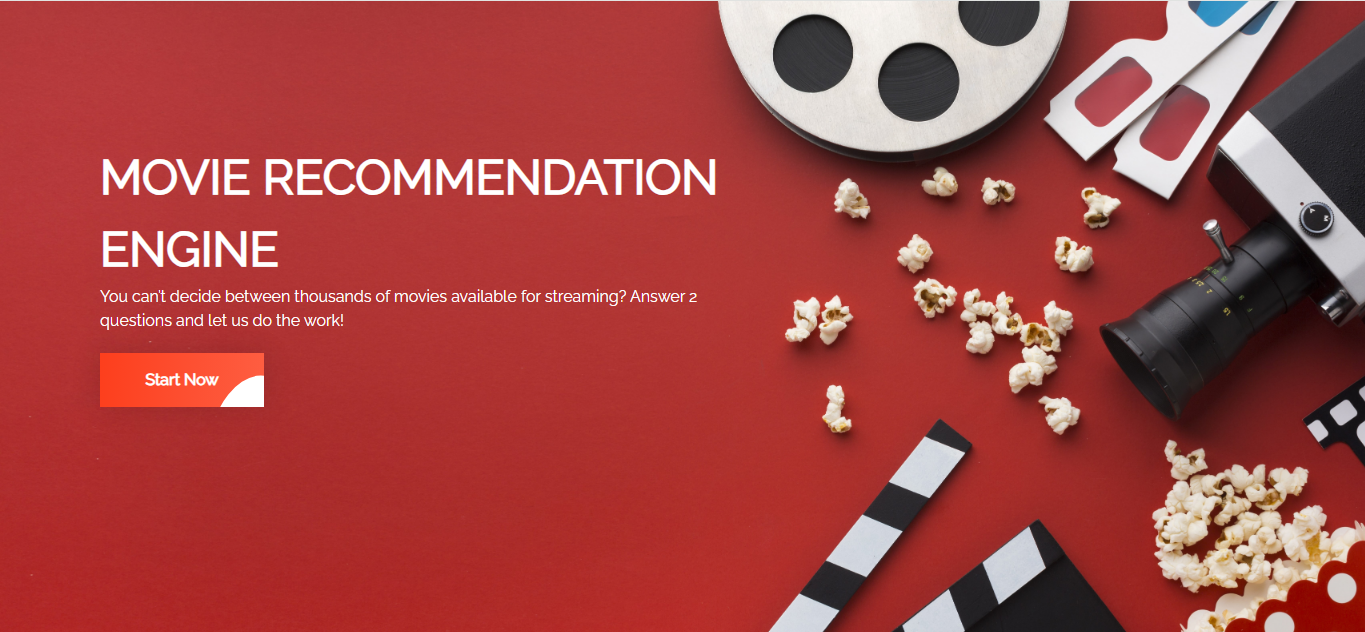 MOVIE RECOMMENDATION
ENGINE
You can't decide between thousands of movies available for streaming? Answer 2
questions and let us do the work!
Start Now